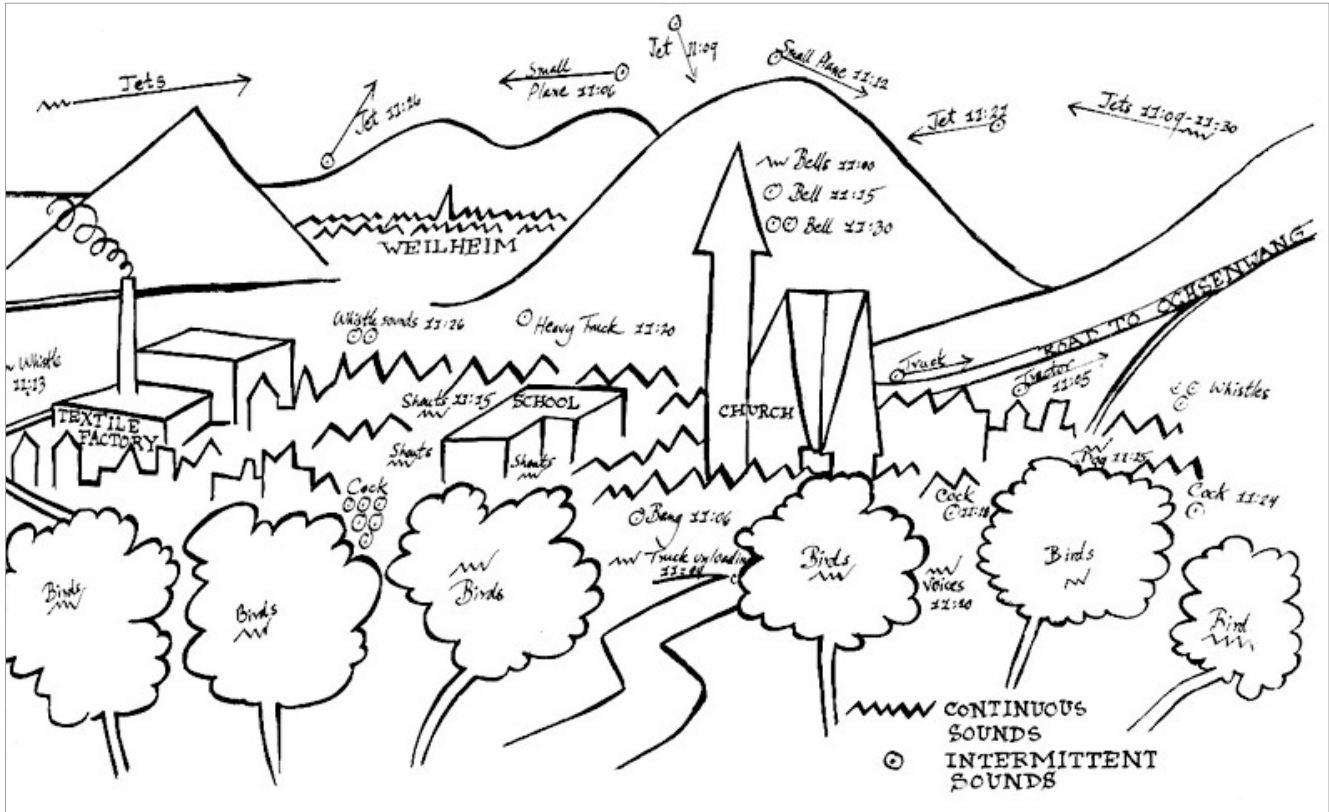 Jets
Jet 11:26
Small
Plane 11:06
Jet 11:09
Small Plane 11:12
Jet 11:22
Jets 11:09-11:30
Bells 11:00
Bell 11:15
Bell 11:30
WEILHEIM
ROAD TO OCHSENWANG
Whistle
11:13
Whistle sounds 11:26
Heavy Truck 11:20
Truck
Tractor
11:05
Whistles
TEXTILE
FACTORY
Shouts 11:15
SCHOOL
CHURCH
Shouts
Shouts
Dog 11:15
Cock
Bang 11:06
Cock
11:18
Cock 11:24
Truck unloading
Birds
Birds
Birds
Birds
Voices
11:10
Birds
Bird
CONTINUOUS
SOUNDS
INTERMITTENT
SOUNDS